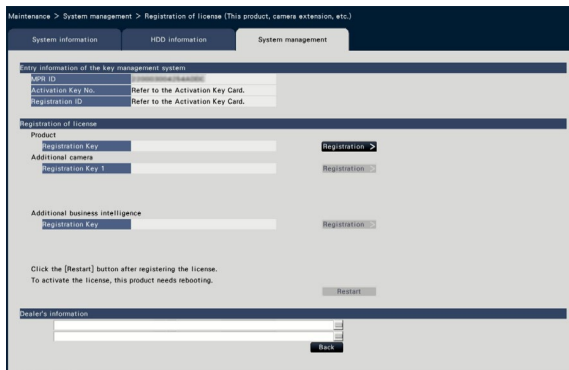 Maintenance > System management > Registration of license (This product, camera extension, etc.)
System information HDD information System management
Entry information of the key management system
MPR ID
Activation Key No. Refer to the Activation Key Card.
Registration ID Refer to the Activation Key Card.
Registration of license
Product
Registration Key Registration >
Additional camera
Registration Key 1 Registration >
Additional business intelligence
Registration Key Registration >
Click the [Restart] button after registering the license.
To activate the license, this product needs rebooting.
Restart
Dealer's information
Back